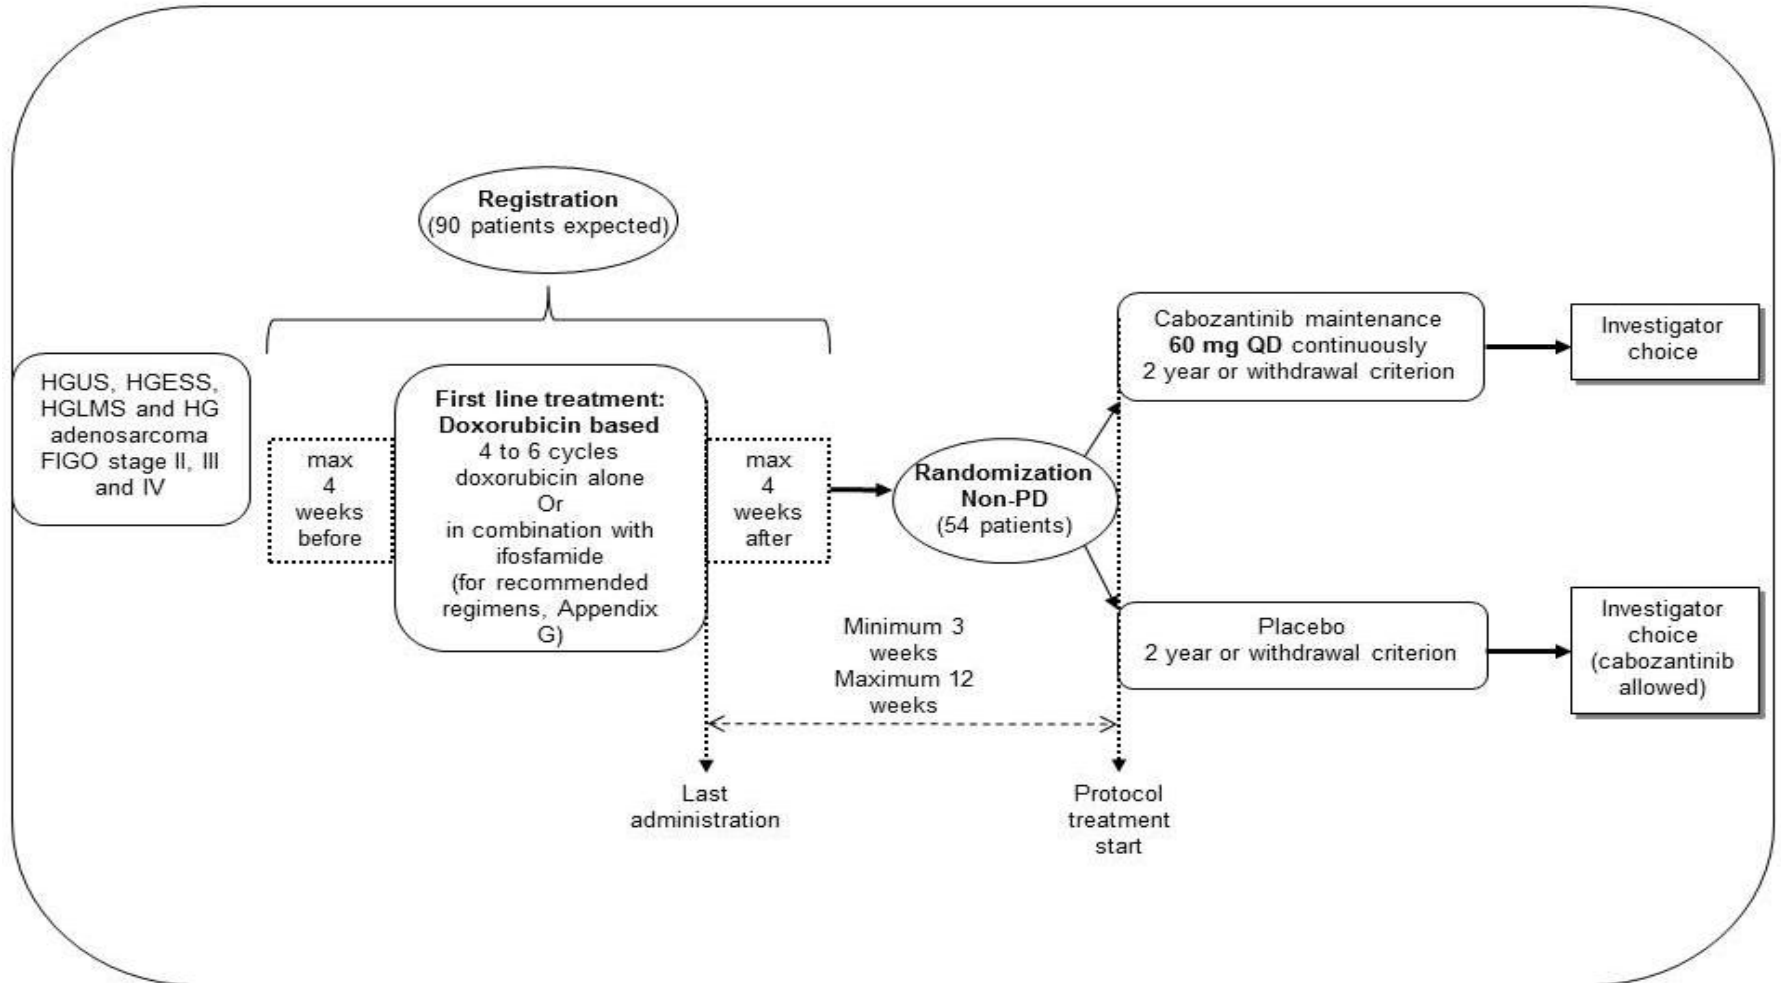 Registration
(90 patients expected)
HGUS, HGESS,
HGLMS and HG
adenosarcoma
FIGO stage II, III
and IV
max
4
weeks
before
First line treatment:
Doxorubicin based
4 to 6 cycles
doxorubicin alone
Or
in combination with
ifosfamide
(for recommended
regimens, Appendix
G)
max
4
weeks
after
Randomization
Non-PD
(54 patients)
Cabozantinib maintenance
60 mg QD continuously
2 year or withdrawal criterion
Investigator
choice
Placebo
2 year or withdrawal criterion
Investigator
choice
(cabozantinib
allowed)
Minimum 3
weeks
Maximum 12
weeks
Last
administration
Protocol
treatment
start